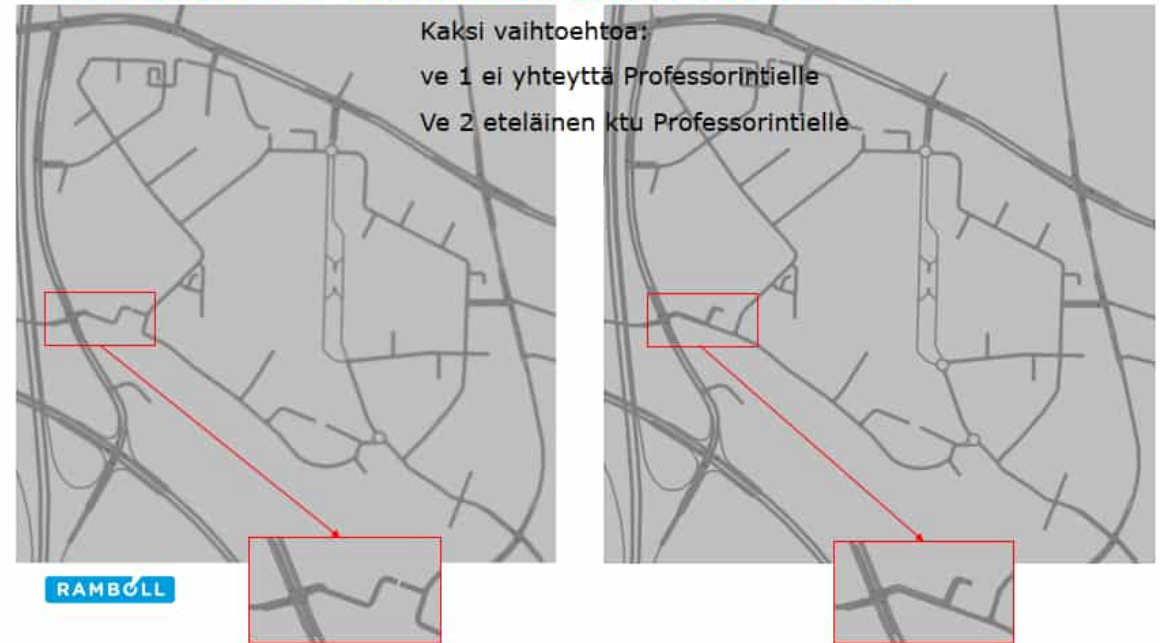 Kaksi vaihtoehtoa:
ve 1 ei yhteyttä Professorintielle
Ve 2 eteläinen ktu Professorintielle
RAMBOLL